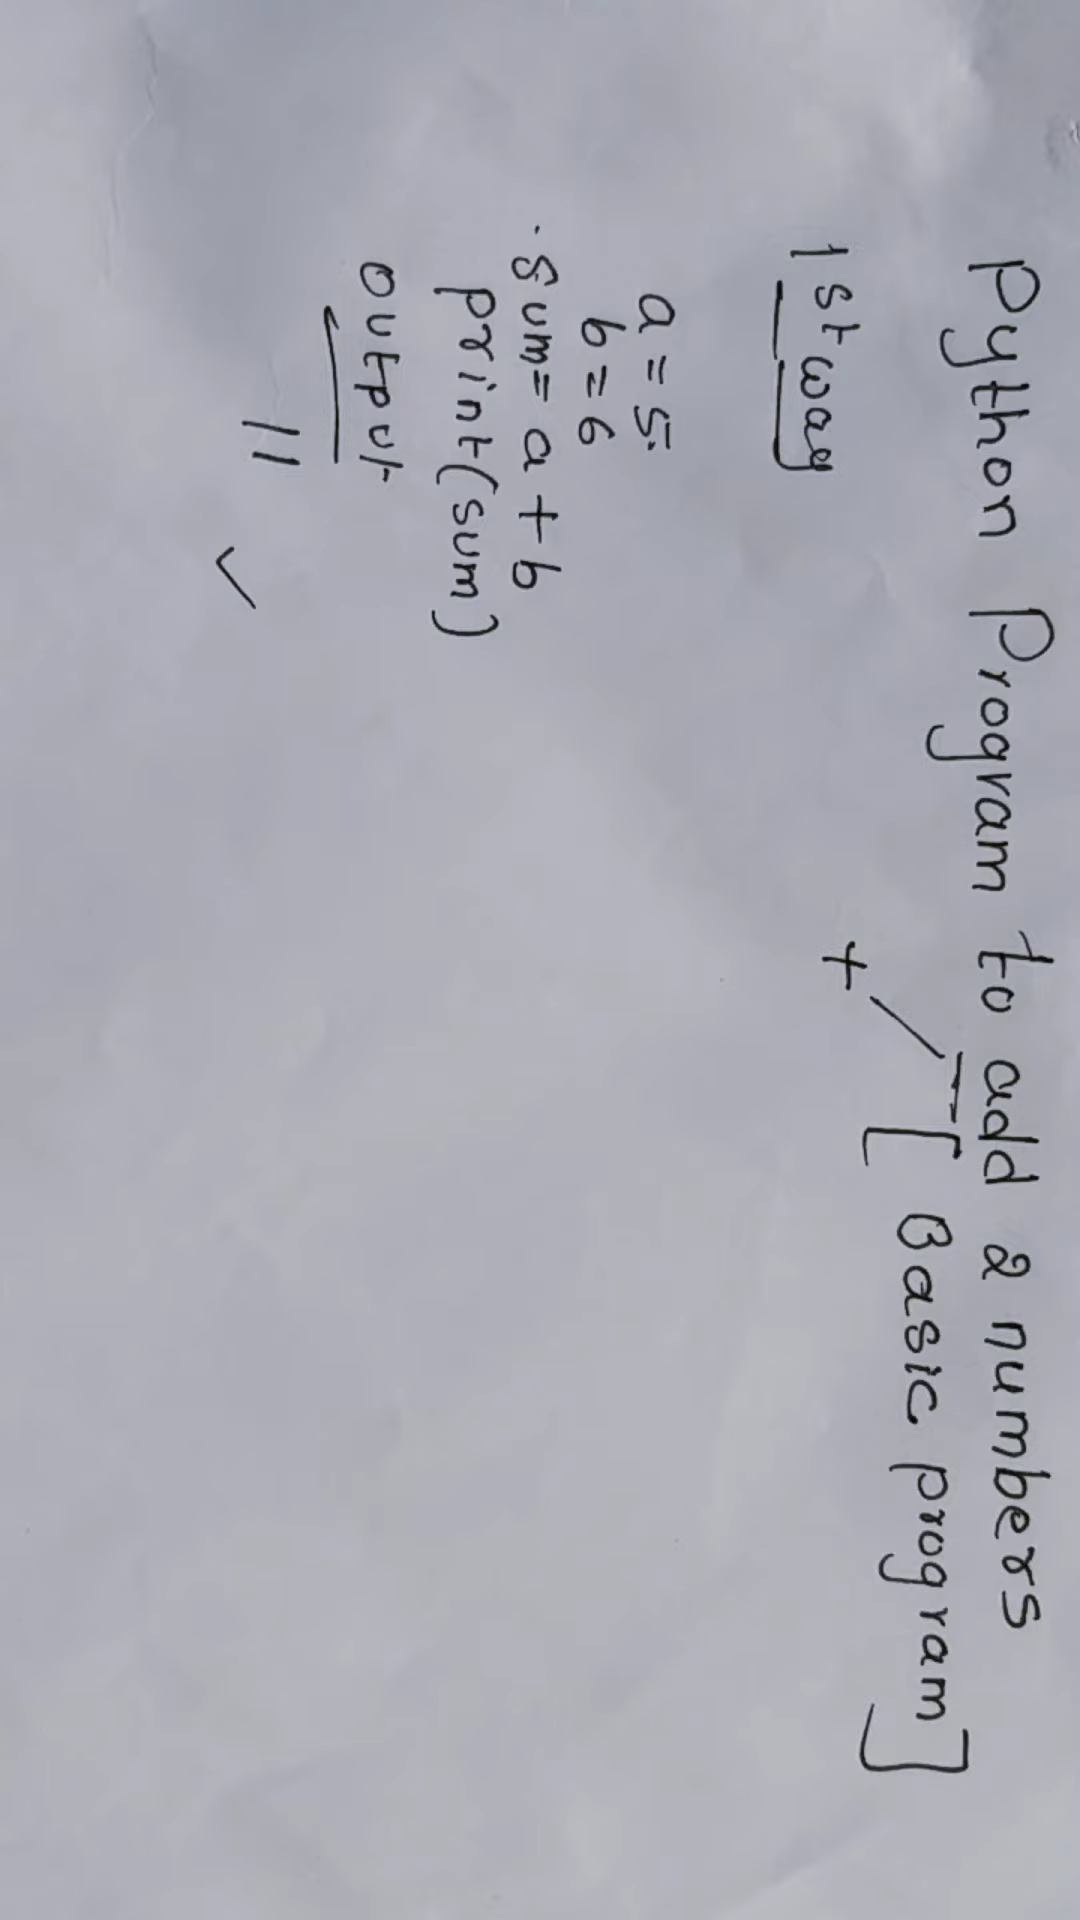 Python Program to add 2 numbers
+ [Basic program]
1st way
a = 5
b = 6
sum = a + b
print(sum)
output
11